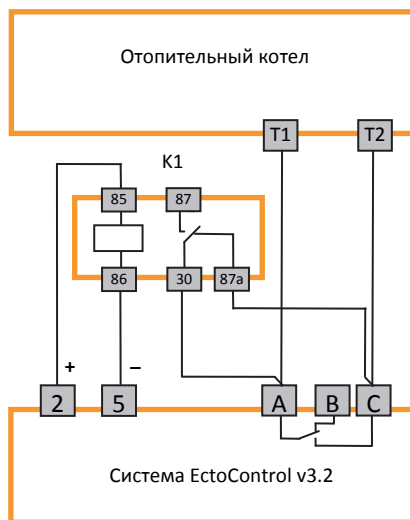 Отопительный котел
T1 T2
K1
85 87
86 30 87a
+ –
2 5 A B C
Система EctoControl v3.2